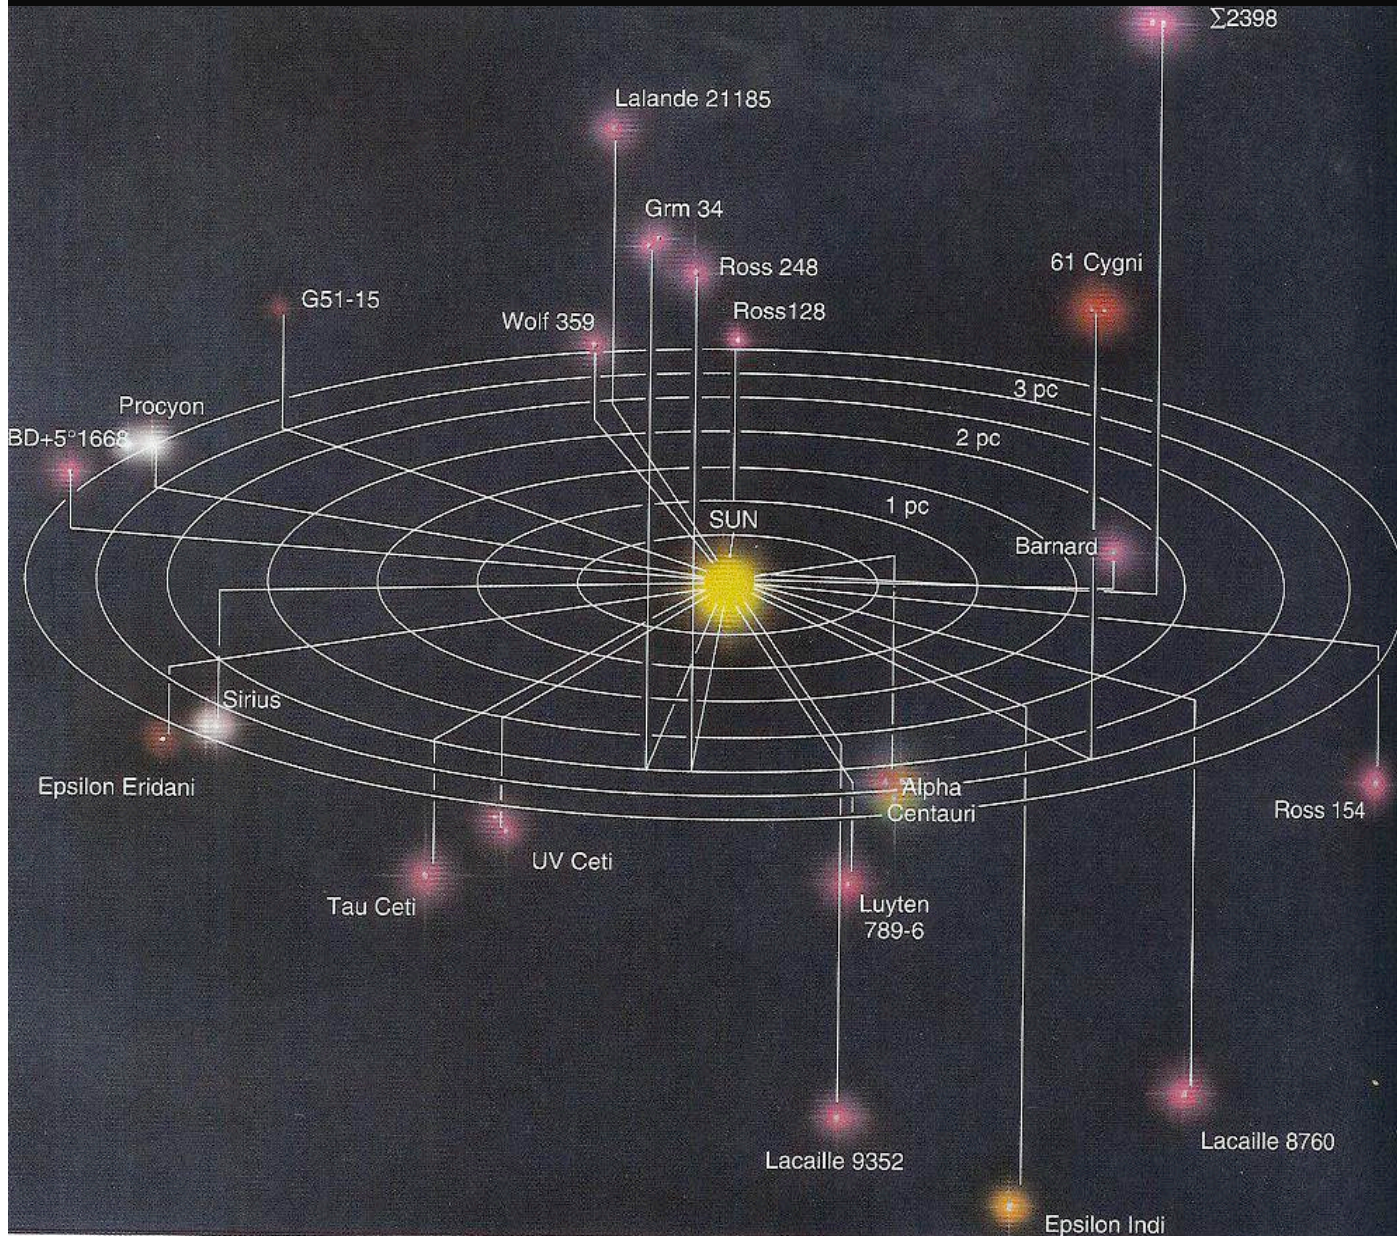 Σ2398
Lalande 21185
Grm 34
Ross 248
61 Cygni
G51-15
Ross128
Wolf 359
3 pc
Procyon
BD+5°1668
2 pc
1 pc
SUN
Barnard
Sirius
Epsilon Eridani
Alpha
Centauri
Ross 154
UV Ceti
Tau Ceti
Luyten
789-6
Lacaille 8760
Lacaille 9352
Epsilon Indi